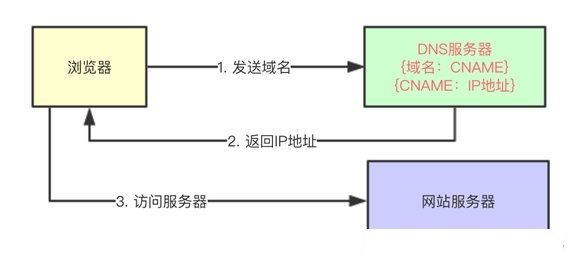 浏览器
1. 发送域名
DNS服务器
{域名：CNAME}
{CNAME：IP地址}
2. 返回IP地址
3. 访问服务器
网站服务器